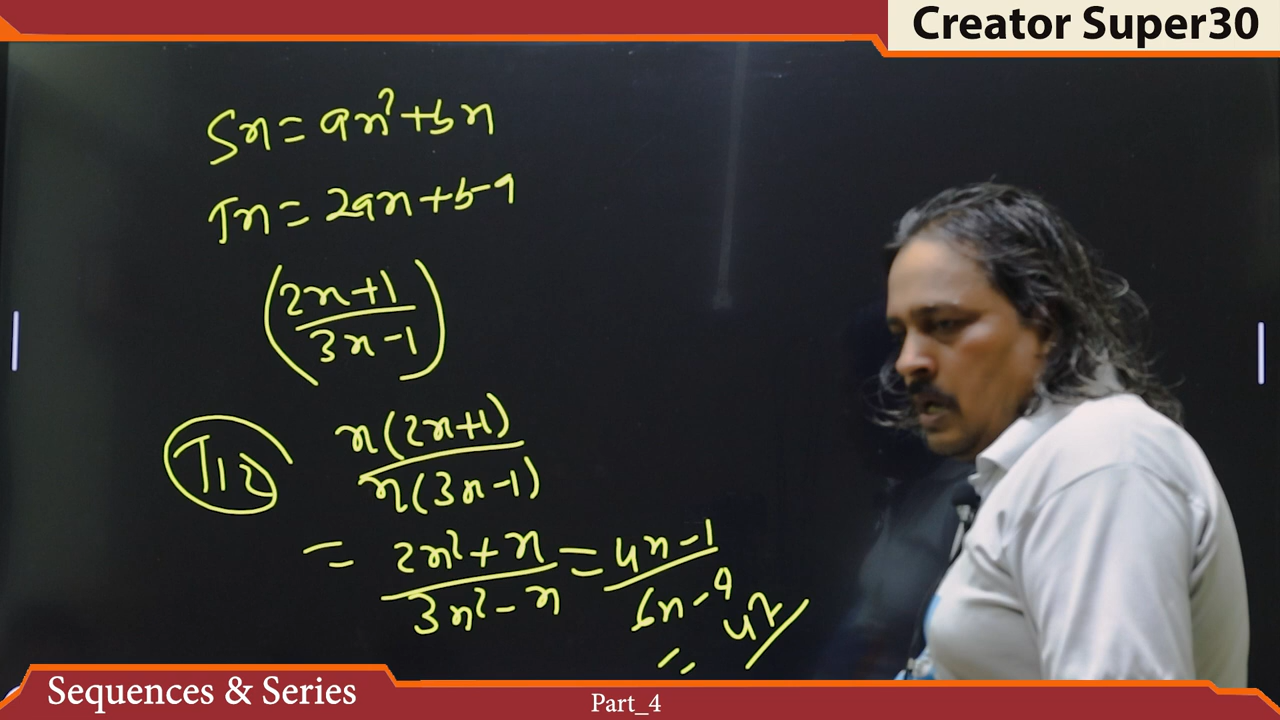 Creator Super30
Sn = an² + bn
Tn = 2an + b-a
(2n+1 / 3n-1)
T12
n(2n+1) / n(3n-1)
= 2n²+n / 3n²-n = 4n-1 / 6n-4
=
Sequences & Series
Part_4